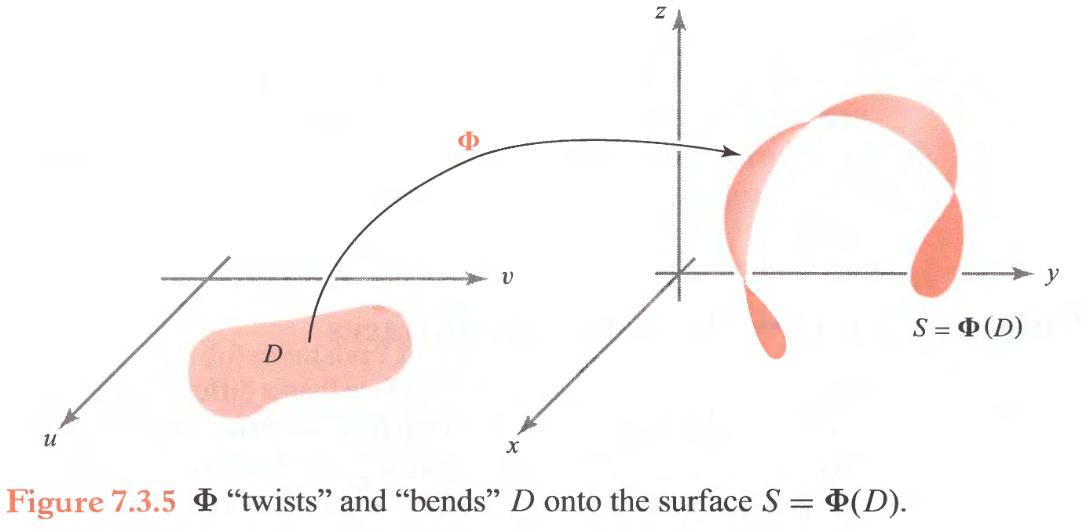 z
Φ
v
y
D
S = Φ(D)
u
x
Figure 7.3.5 Φ “twists” and “bends” D onto the surface S = Φ(D).